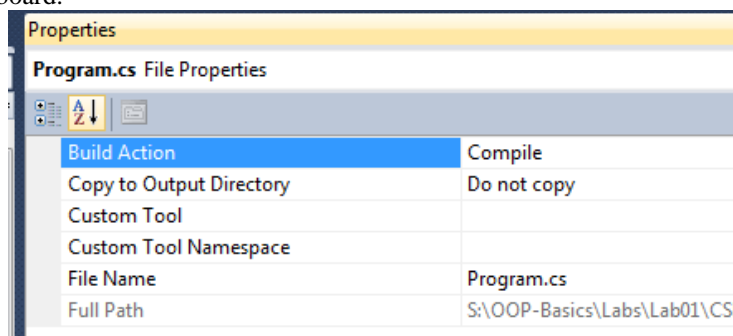 Properties
Program.cs File Properties
Build Action Compile
Copy to Output Directory Do not copy
Custom Tool
Custom Tool Namespace
File Name Program.cs
Full Path S:\OOP-Basics\Labs\Lab01\CS